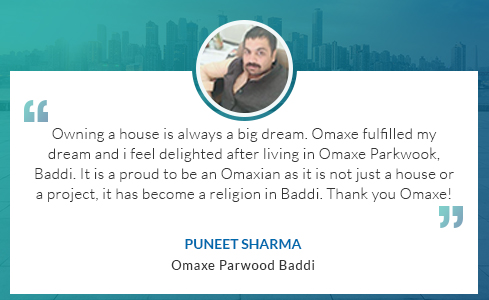 Owning a house is always a big dream. Omaxe fulfilled my
dream and i feel delighted after living in Omaxe Parkwook,
Baddi. It is a proud to be an Omaxian as it is not just a house or
a project, it has become a religion in Baddi. Thank you Omaxe!
PUNEET SHARMA
Omaxe Parwood Baddi